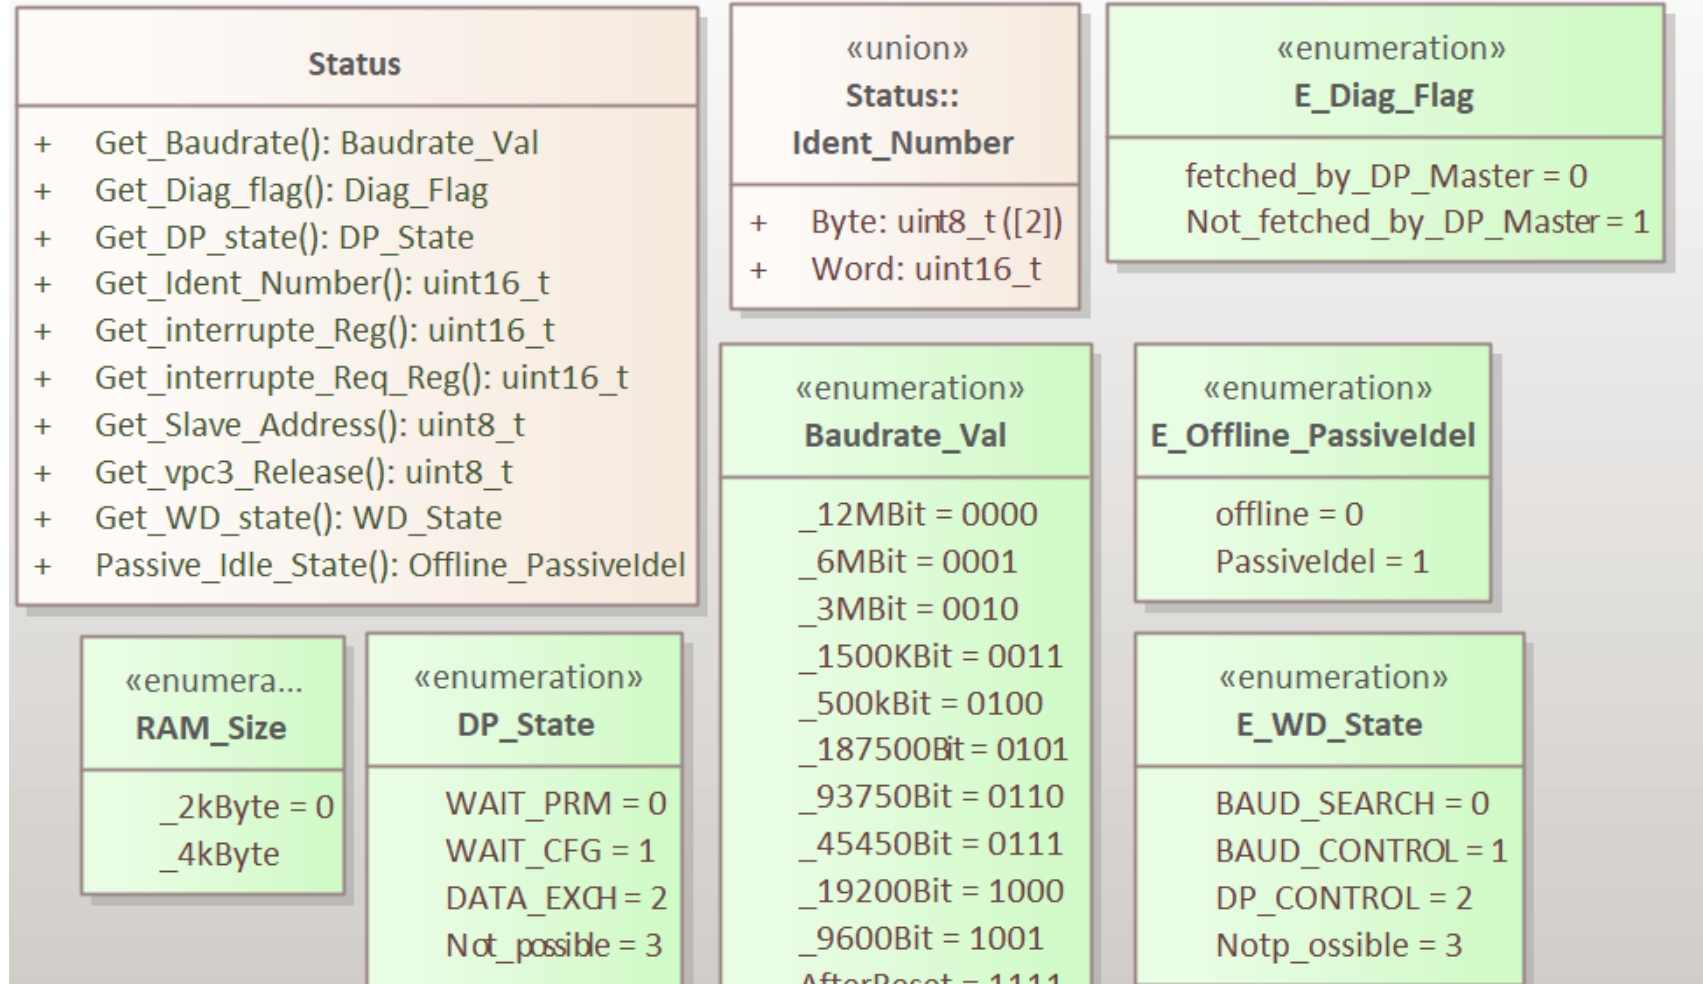 Status
+ Get_Baudrate(): Baudrate_Val
+ Get_Diag_flag(): Diag_Flag
+ Get_DP_state(): DP_State
+ Get_Ident_Number(): uint16_t
+ Get_interrupte_Reg(): uint16_t
+ Get_interrupte_Req_Reg(): uint16_t
+ Get_Slave_Address(): uint8_t
+ Get_vpc3_Release(): uint8_t
+ Get_WD_state(): WD_State
+ Passive_Idle_State(): Offline_PassiveIdel
«union»
Status::
Ident_Number
+ Byte: uint8_t ([2])
+ Word: uint16_t
«enumeration»
E_Diag_Flag
fetched_by_DP_Master = 0
Not_fetched_by_DP_Master = 1
«enumeration»
Baudrate_Val
_12MBit = 0000
_6MBit = 0001
_3MBit = 0010
_1500KBit = 0011
_500kBit = 0100
_187500Bit = 0101
_93750Bit = 0110
_45450Bit = 0111
_19200Bit = 1000
_9600Bit = 1001
AfterReset = 1111
«enumeration»
E_Offline_PassiveIdel
offline = 0
PassiveIdel = 1
«enumera...
RAM_Size
_2kByte = 0
_4kByte
«enumeration»
DP_State
WAIT_PRM = 0
WAIT_CFG = 1
DATA_EXCH = 2
Not_possible = 3
«enumeration»
E_WD_State
BAUD_SEARCH = 0
BAUD_CONTROL = 1
DP_CONTROL = 2
Notp_ossible = 3